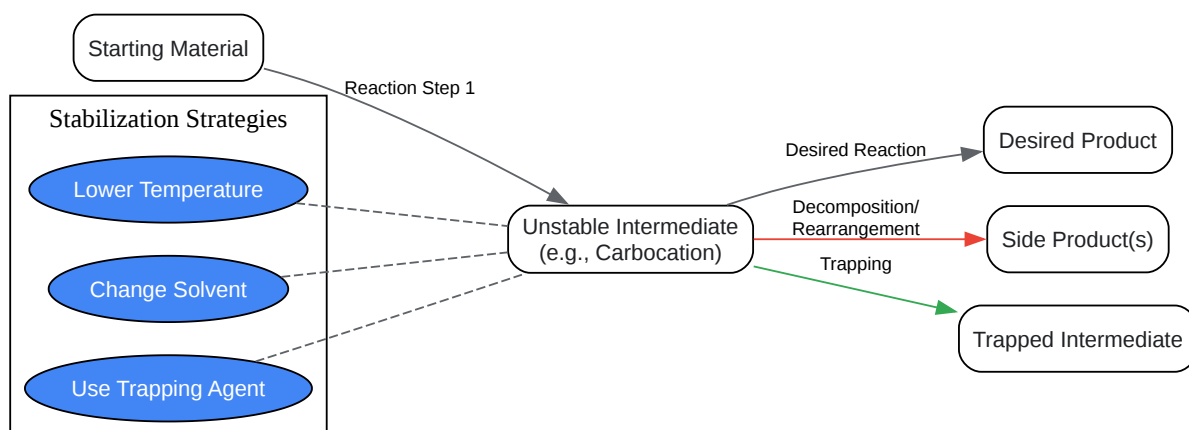 Starting Material
Reaction Step 1
Stabilization Strategies
Lower Temperature
Change Solvent
Use Trapping Agent
Unstable Intermediate
(e.g., Carbocation)
Desired Reaction
Decomposition/
Rearrangement
Trapping
Desired Product
Side Product(s)
Trapped Intermediate